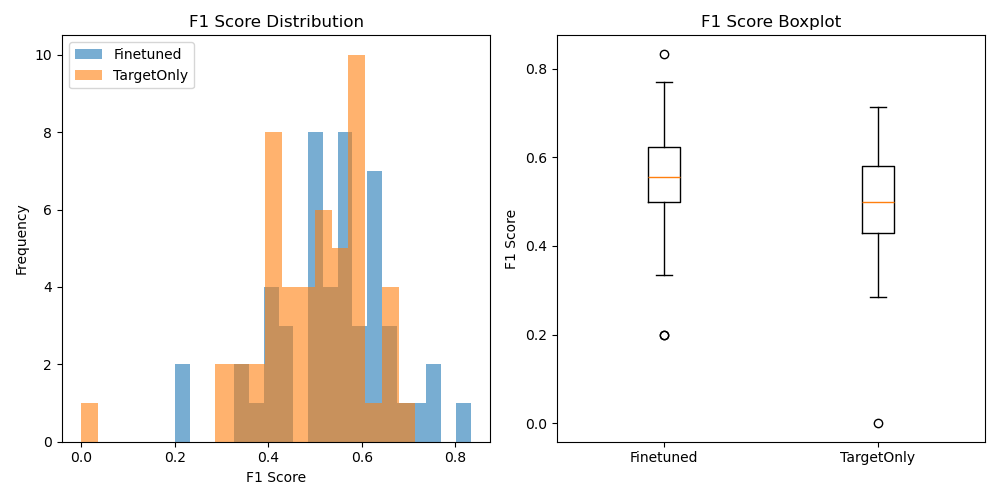 F1 Score Distribution
Finetuned
TargetOnly
10
8
6
4
2
0
Frequency
0.0 0.2 0.4 0.6 0.8
F1 Score
F1 Score Boxplot
0.8
0.6
0.4
0.2
0.0
F1 Score
Finetuned TargetOnly